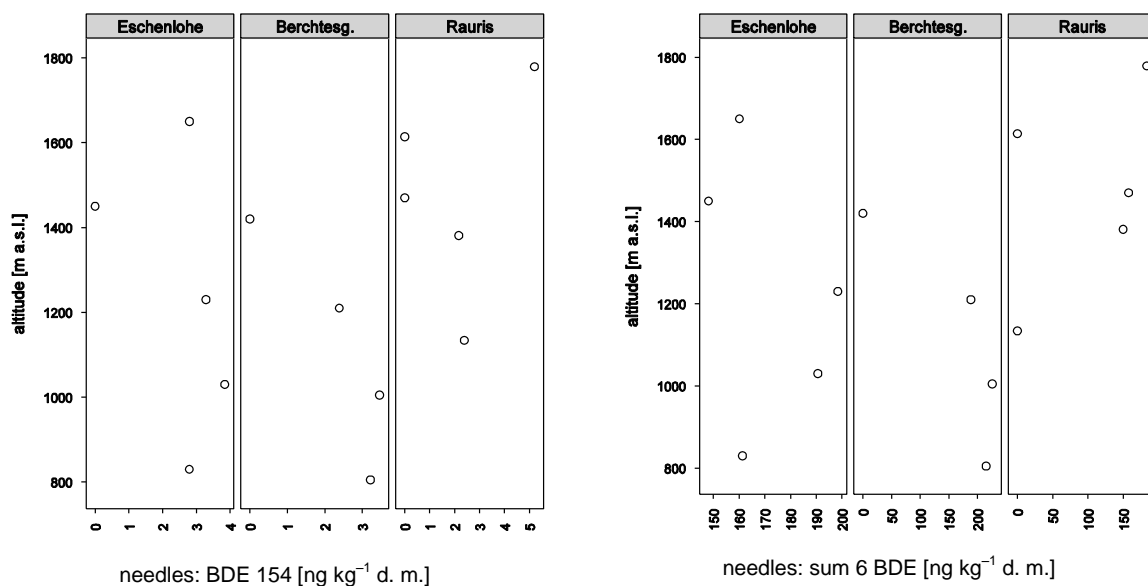 Eschenlohe Berchtesg. Rauris
1800
1600
1400
1200
1000
800
altitude [m a.s.l.]
0 1 2 3 4 0 1 2 3 0 1 2 3 4 5
needles: BDE 154 [ng kg⁻¹ d. m.]
Eschenlohe Berchtesg. Rauris
1800
1600
1400
1200
1000
800
altitude [m a.s.l.]
150 160 170 180 190 200 0 50 100 150 200 0 50 100 150
needles: sum 6 BDE [ng kg⁻¹ d. m.]